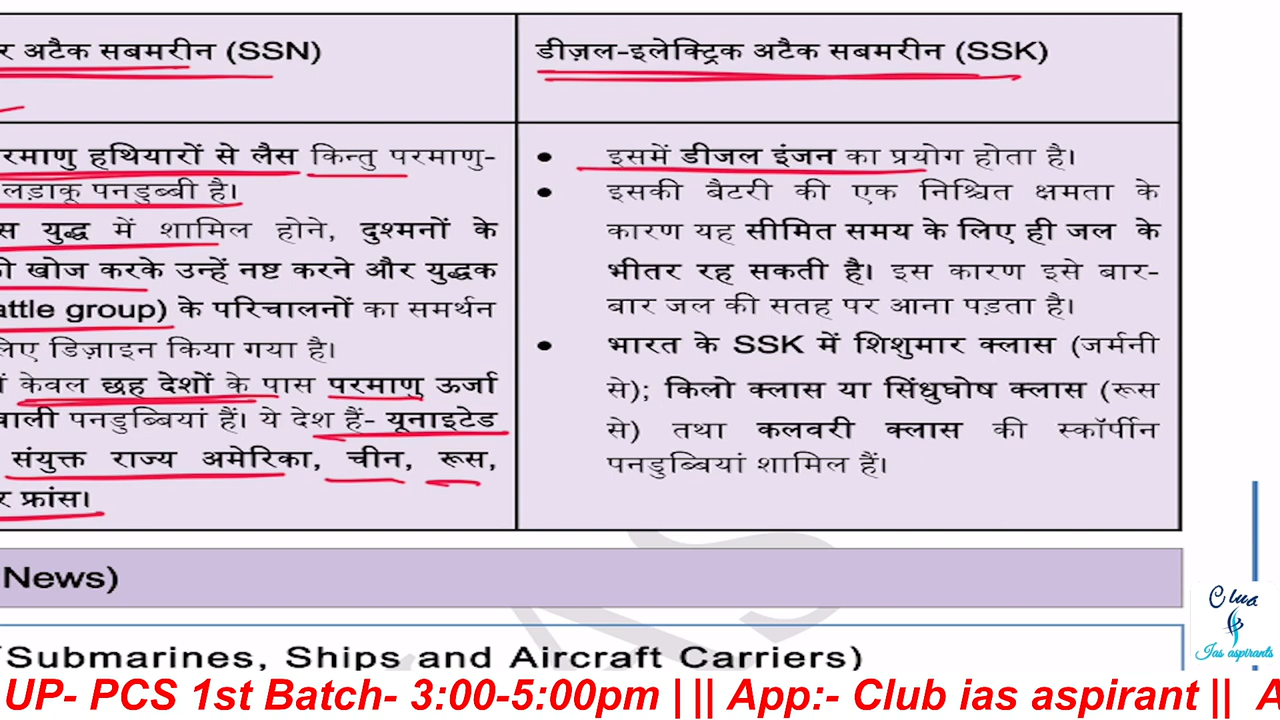 र अटैक सबमरीन (SSN)
रमाणु हथियारों से लैस किन्तु परमाणु-
लड़ाकू पनडुब्बी है।
स युद्ध में शामिल होने, दुश्मनों के
ी खोज करके उन्हें नष्ट करने और युद्धक
attle group) के परिचालनों का समर्थन
लिए डिज़ाइन किया गया है।
ं केवल छह देशों के पास परमाणु ऊर्जा
वाली पनडुब्बियां हैं। ये देश हैं- यूनाइटेड
संयुक्त राज्य अमेरिका, चीन, रूस,
र फ्रांस।
डीज़ल-इलेक्ट्रिक अटैक सबमरीन (SSK)
• इसमें डीजल इंजन का प्रयोग होता है।
• इसकी बैटरी की एक निश्चित क्षमता के
कारण यह सीमित समय के लिए ही जल के
भीतर रह सकती है। इस कारण इसे बार-
बार जल की सतह पर आना पड़ता है।
• भारत के SSK में शिशुमार क्लास (जर्मनी
से); किलो क्लास या सिंधुघोष क्लास (रूस
से) तथा कलवरी क्लास की स्कॉर्पीन
पनडुब्बियां शामिल हैं।
News)
(Submarines, Ships and Aircraft Carriers)
Club
Ias aspirants
UP- PCS 1st Batch- 3:00-5:00pm | || App:- Club ias aspirant || A